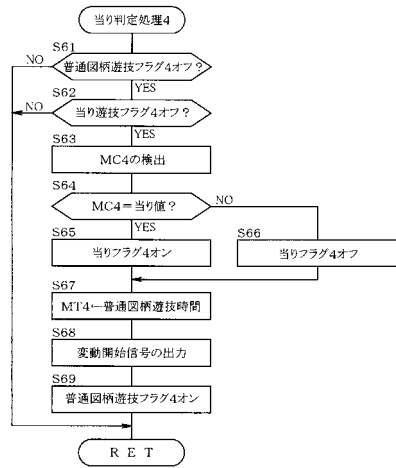 当り判定処理4
S61
普通図柄遊技フラグ4オフ?
NO
YES
S62
当り遊技フラグ4オフ?
NO
YES
S63
MC4の検出
S64
MC4=当り値?
NO
YES
S65
当りフラグ4オン
S66
当りフラグ4オフ
S67
MT4←普通図柄遊技時間
S68
変動開始信号の出力
S69
普通図柄遊技フラグ4オン
RET